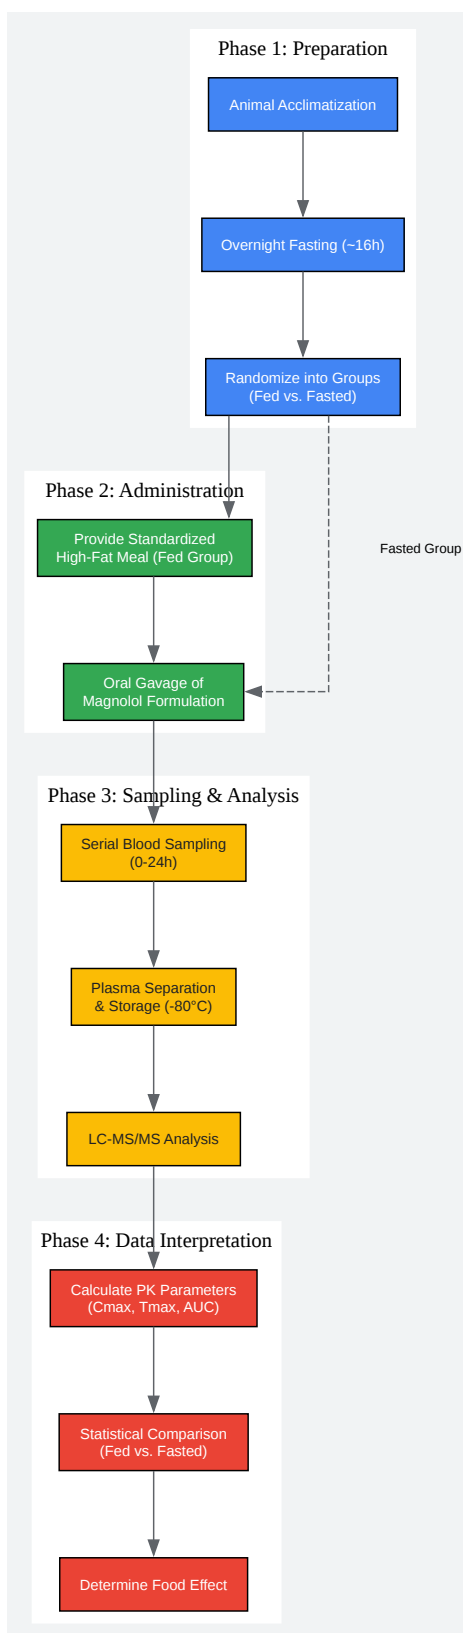 Phase 1: Preparation
Animal Acclimatization
Overnight Fasting (~16h)
Randomize into Groups
(Fed vs. Fasted)
Phase 2: Administration
Provide Standardized
High-Fat Meal (Fed Group)
Fasted Group
Oral Gavage of
Magnolol Formulation
Phase 3: Sampling & Analysis
Serial Blood Sampling
(0-24h)
Plasma Separation
& Storage (-80°C)
LC-MS/MS Analysis
Phase 4: Data Interpretation
Calculate PK Parameters
(Cmax, Tmax, AUC)
Statistical Comparison
(Fed vs. Fasted)
Determine Food Effect